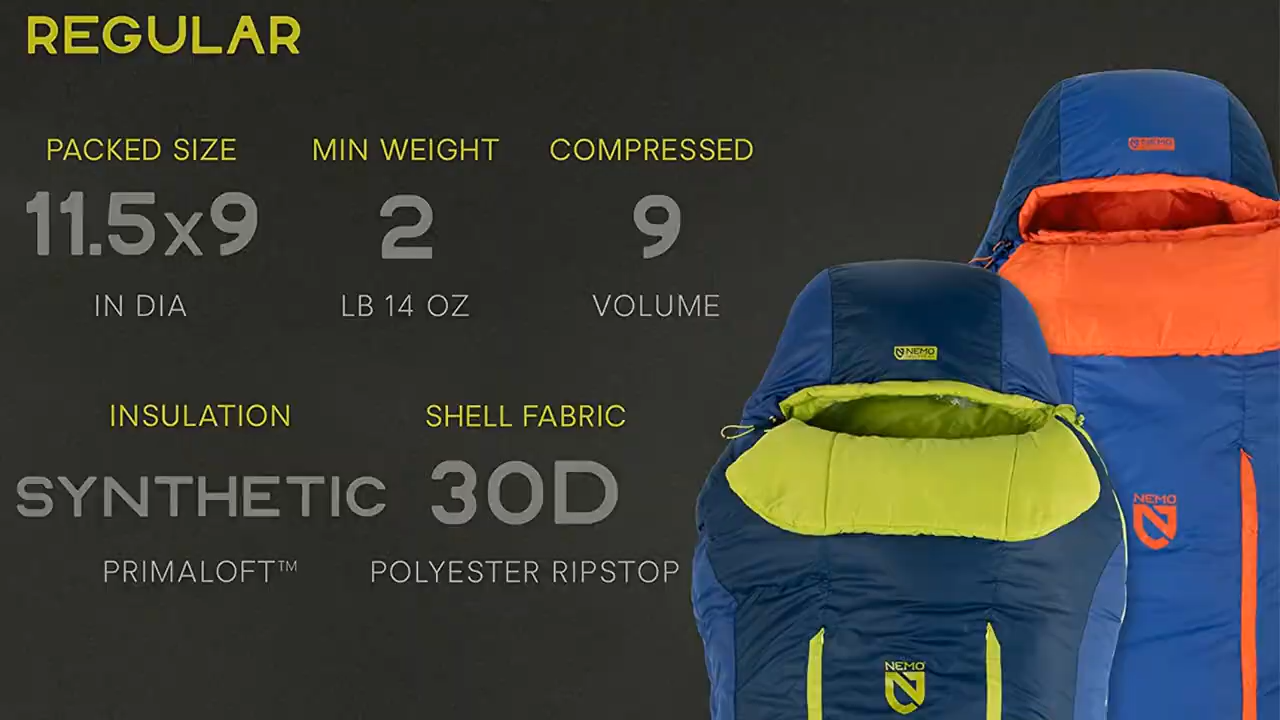 REGULAR
PACKED SIZE
MIN WEIGHT
COMPRESSED
11.5x9
2
9
IN DIA
LB 14 OZ
VOLUME
INSULATION
SHELL FABRIC
SYNTHETIC
30D
PRIMALOFT™
POLYESTER RIPSTOP
NEMO
NEMO
NEMO
NEMO